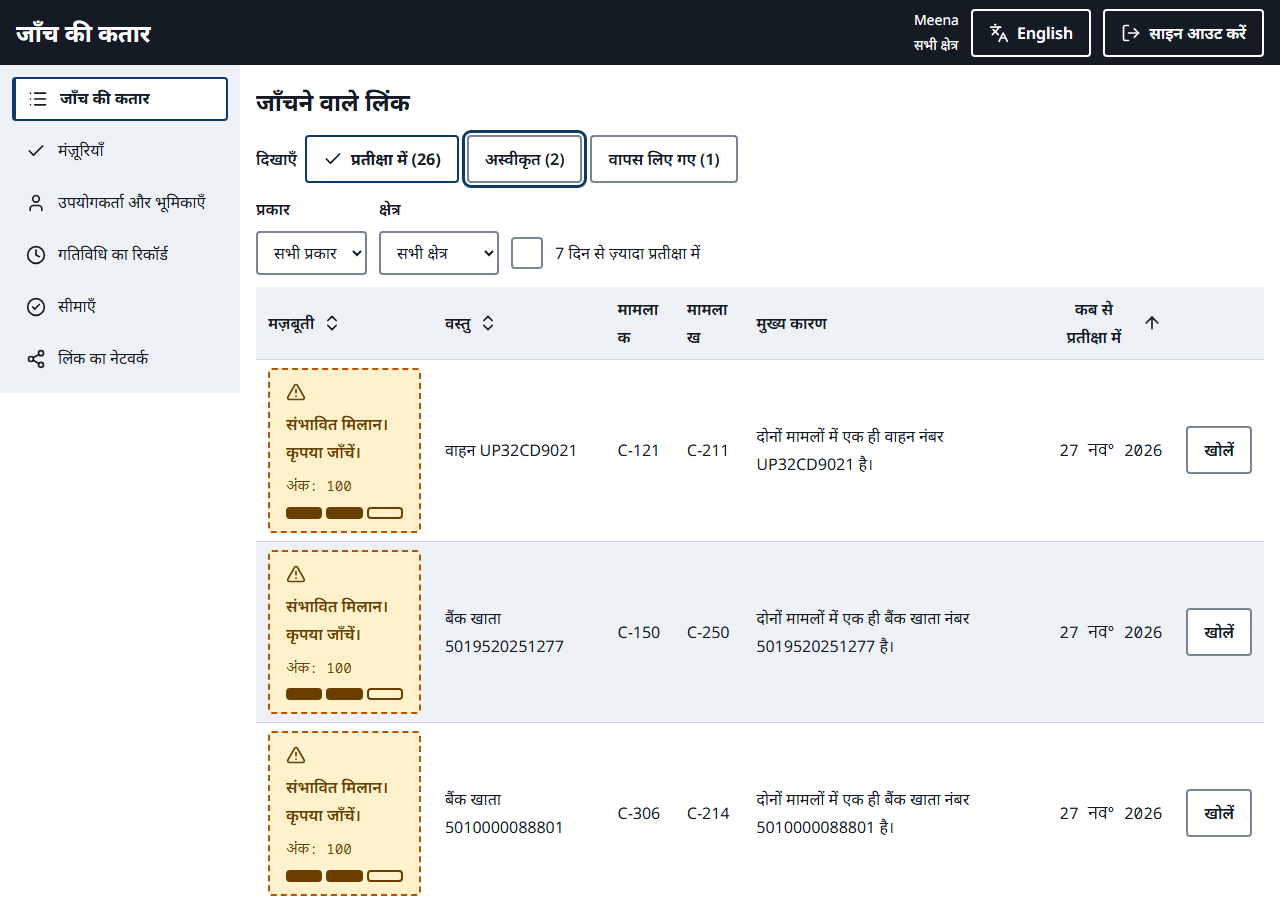 जाँच की कतार
Meena
सभी क्षेत्र
English
साइन आउट करें
जाँच की कतार
मंज़ूरियाँ
उपयोगकर्ता और भूमिकाएँ
गतिविधि का रिकॉर्ड
सीमाएँ
लिंक का नेटवर्क
जाँचने वाले लिंक
दिखाएँ
प्रतीक्षा में (26)
अस्वीकृत (2)
वापस लिए गए (1)
प्रकार
क्षेत्र
सभी प्रकार
सभी क्षेत्र
7 दिन से ज़्यादा प्रतीक्षा में
मज़बूती
वस्तु
मामला
क
मामला
ख
मुख्य कारण
कब से
प्रतीक्षा में
संभावित मिलान।
कृपया जाँचें।
अंक: 100
वाहन UP32CD9021
C-121
C-211
दोनों मामलों में एक ही वाहन नंबर
UP32CD9021 है।
27 नव॰ 2026
खोलें
संभावित मिलान।
कृपया जाँचें।
अंक: 100
बैंक खाता
5019520251277
C-150
C-250
दोनों मामलों में एक ही बैंक खाता नंबर
5019520251277 है।
27 नव॰ 2026
खोलें
संभावित मिलान।
कृपया जाँचें।
अंक: 100
बैंक खाता
5010000088801
C-306
C-214
दोनों मामलों में एक ही बैंक खाता नंबर
5010000088801 है।
27 नव॰ 2026
खोलें